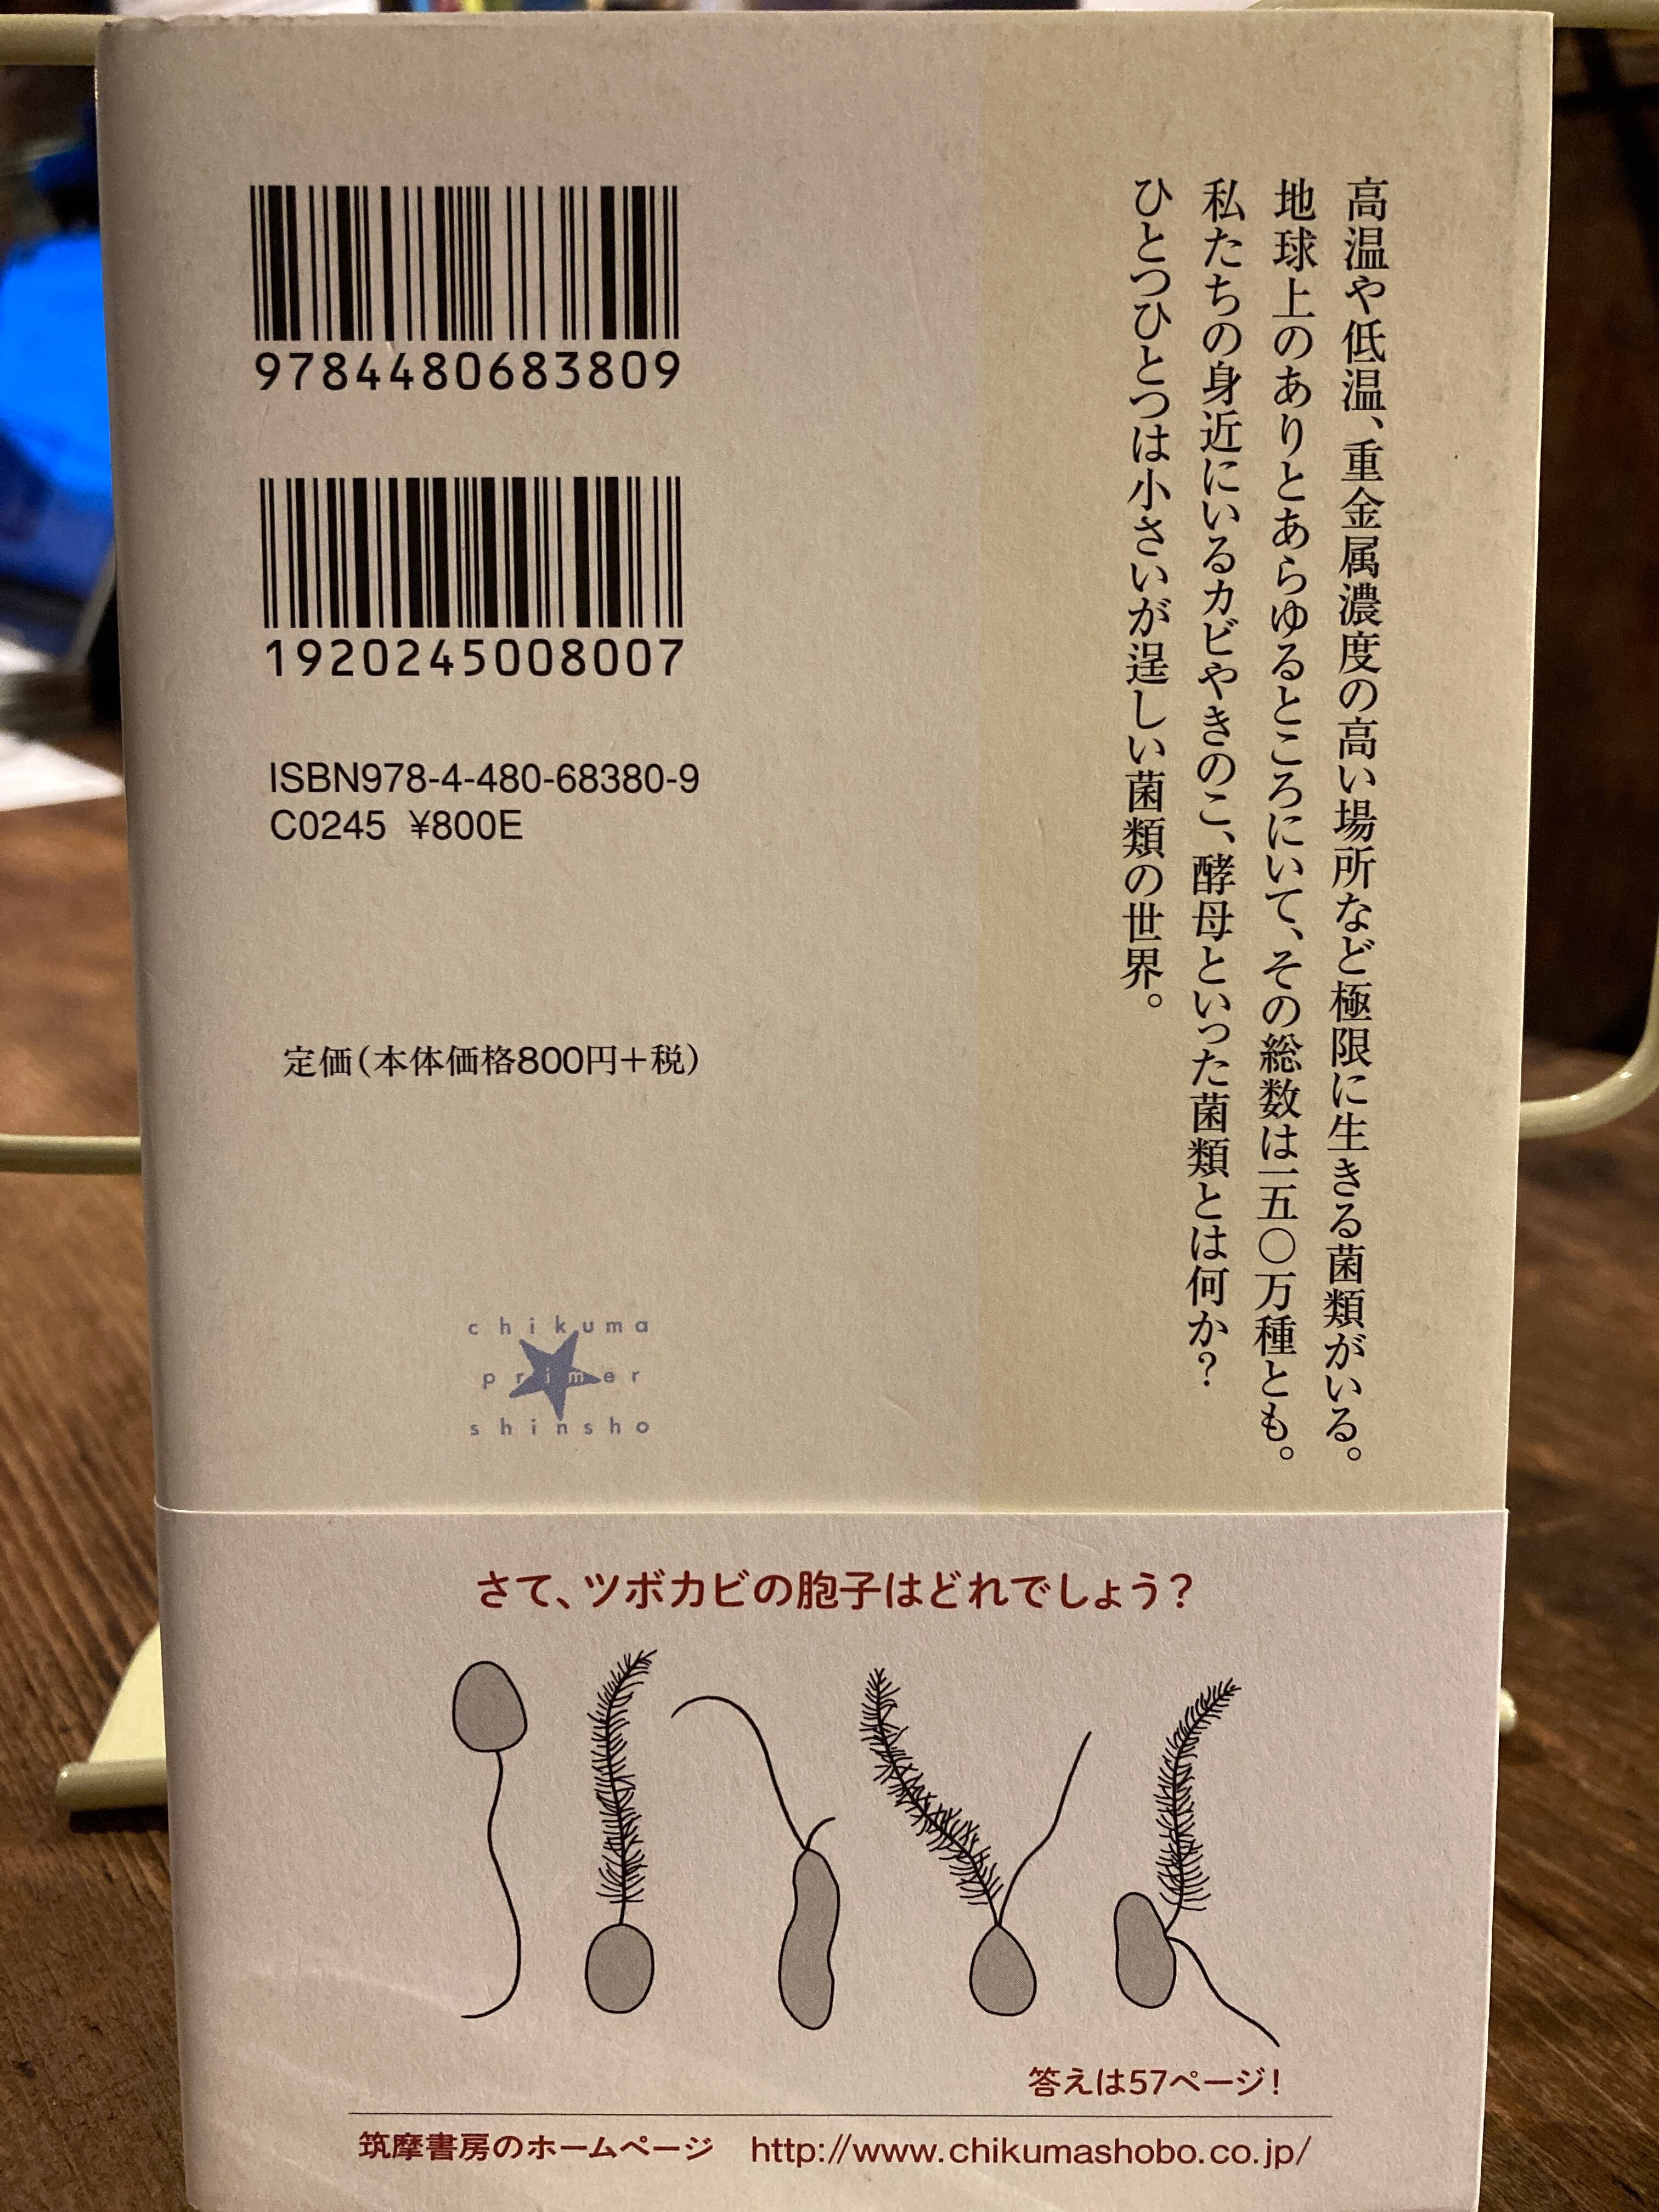 高温や低温、重金属濃度の高い場所など極限に生きる菌類がいる。
地球上のありとあらゆるところにいて、その総数は一五〇万種とも。
私たちの身近にいるカビやきのこ、酵母といった菌類とは何か?
ひとつひとつは小さいが逞しい菌類の世界。
9784480683809
1920245008007
ISBN978-4-480-68380-9
C0245 ¥800E
定価(本体価格800円+税)
chikuma
primer
shinsho
さて、ツボカビの胞子はどれでしょう?
答えは57ページ!
筑摩書房のホームページ http://www.chikumashobo.co.jp/